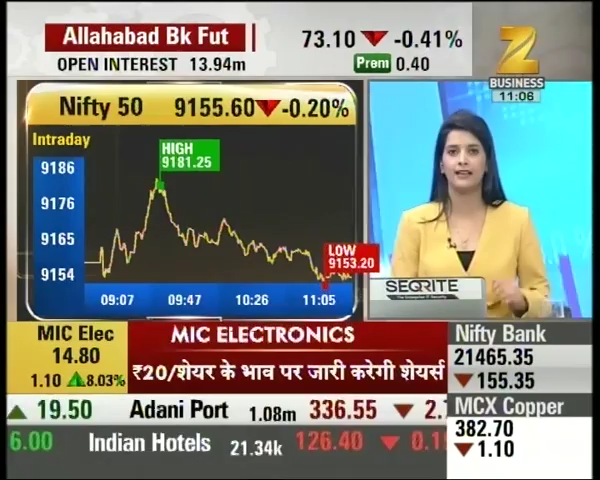 Allahabad Bk Fut
73.10 -0.41%
OPEN INTEREST 13.94m
Prem 0.40
Z
BUSINESS
11:06
Nifty 50 9155.60 -0.20%
Intraday
HIGH
9181.25
9186
9176
9165
9154
LOW
9153.20
09:07 09:47 10:26 11:05
SEQRITE
MIC Elec
14.80
1.10 8.03%
MIC ELECTRONICS
₹20/शेयर के भाव पर जारी करेगी शेयर्स
Nifty Bank
21465.35
155.35
19.50 Adani Port 1.08m 336.55
6.00 Indian Hotels 21.34k 126.40
MCX Copper
382.70
1.10